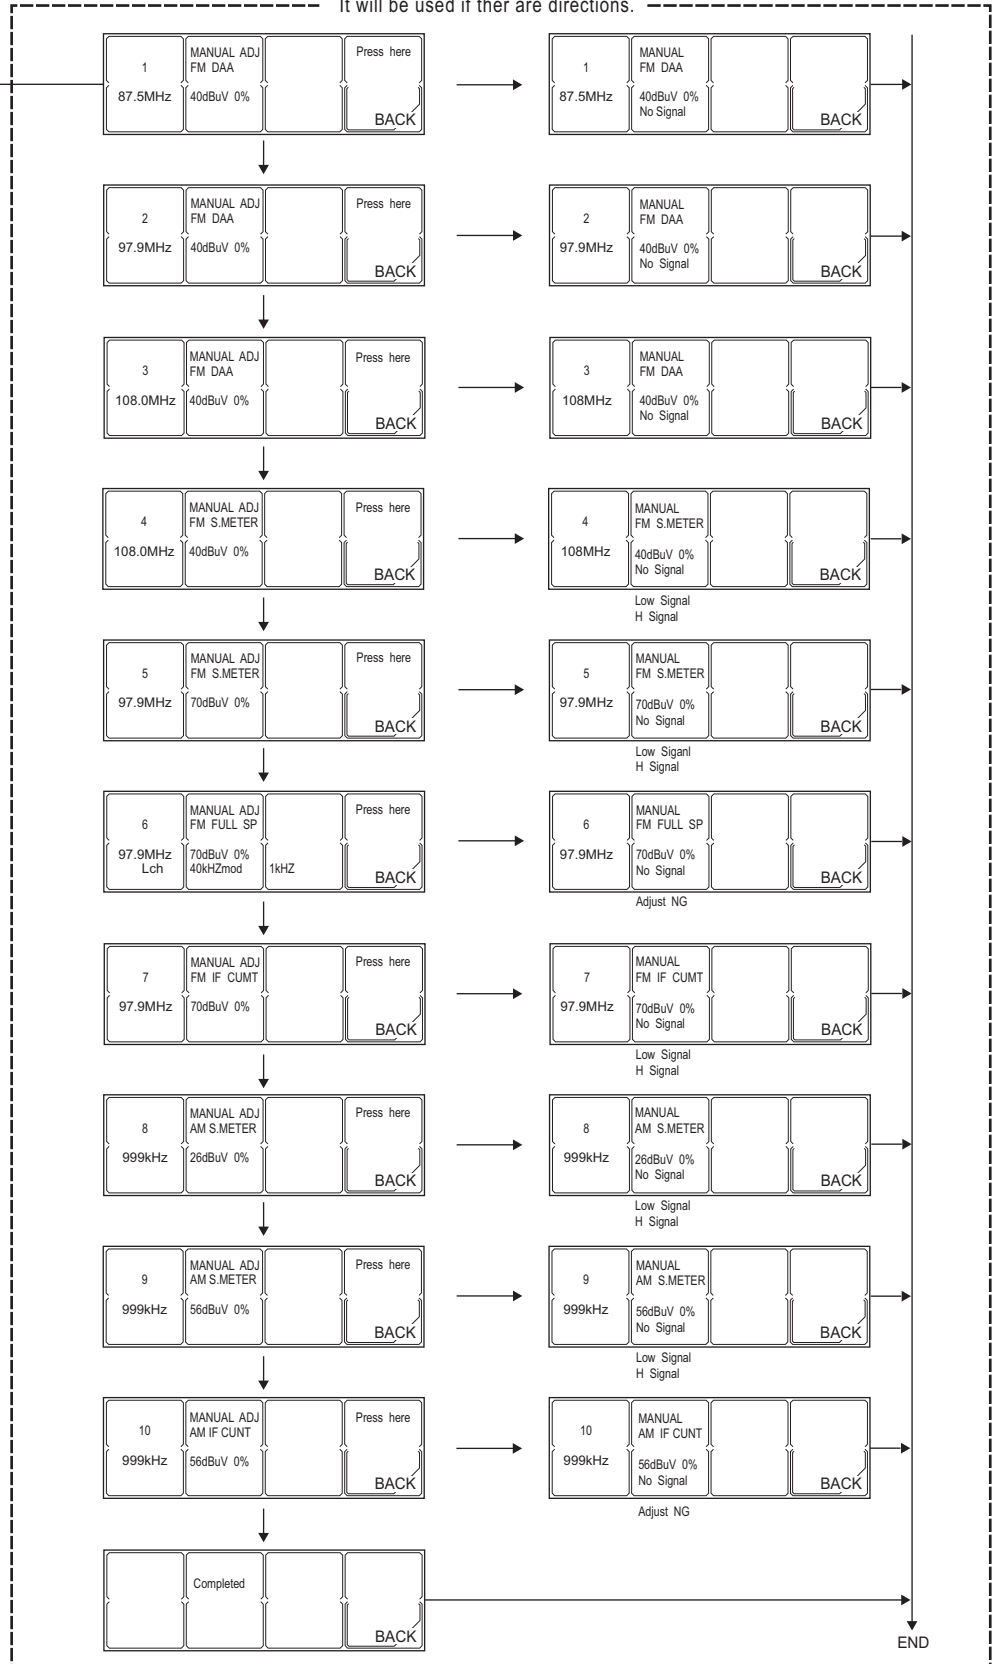 It will be used if ther are directions.
1
87.5MHz
MANUAL ADJ
FM DAA
40dBuV 0%
Press here
BACK
1
87.5MHz
MANUAL
FM DAA
40dBuV 0%
No Signal
BACK
2
97.9MHz
MANUAL ADJ
FM DAA
40dBuV 0%
Press here
BACK
2
97.9MHz
MANUAL
FM DAA
40dBuV 0%
No Signal
BACK
3
108.0MHz
MANUAL ADJ
FM DAA
40dBuV 0%
Press here
BACK
3
108MHz
MANUAL
FM DAA
40dBuV 0%
No Signal
BACK
4
108.0MHz
MANUAL ADJ
FM S.METER
40dBuV 0%
Press here
BACK
4
108MHz
MANUAL
FM S.METER
40dBuV 0%
No Signal
BACK
Low Signal
H Signal
5
97.9MHz
MANUAL ADJ
FM S.METER
70dBuV 0%
Press here
BACK
5
97.9MHz
MANUAL
FM S.METER
70dBuV 0%
No Signal
BACK
Low Siganl
H Signal
6
97.9MHz
Lch
MANUAL ADJ
FM FULL SP
70dBuV 0%
40kHZmod
1kHZ
Press here
BACK
6
97.9MHz
MANUAL
FM FULL SP
70dBuV 0%
No Signal
BACK
Adjust NG
7
97.9MHz
MANUAL ADJ
FM IF CUMT
70dBuV 0%
Press here
BACK
7
97.9MHz
MANUAL
FM IF CUMT
70dBuV 0%
No Signal
BACK
Low Signal
H Signal
8
999kHz
MANUAL ADJ
AM S.METER
26dBuV 0%
Press here
BACK
8
999kHz
MANUAL
AM S.METER
26dBuV 0%
No Signal
BACK
Low Signal
H Signal
9
999kHz
MANUAL ADJ
AM S.METER
56dBuV 0%
Press here
BACK
9
999kHz
MANUAL
AM S.METER
56dBuV 0%
No Signal
BACK
Low Signal
H Signal
10
999kHz
MANUAL ADJ
AM IF CUNT
56dBuV 0%
Press here
BACK
10
999kHz
MANUAL
AM IF CUNT
56dBuV 0%
No Signal
BACK
Adjust NG
Completed
BACK
END